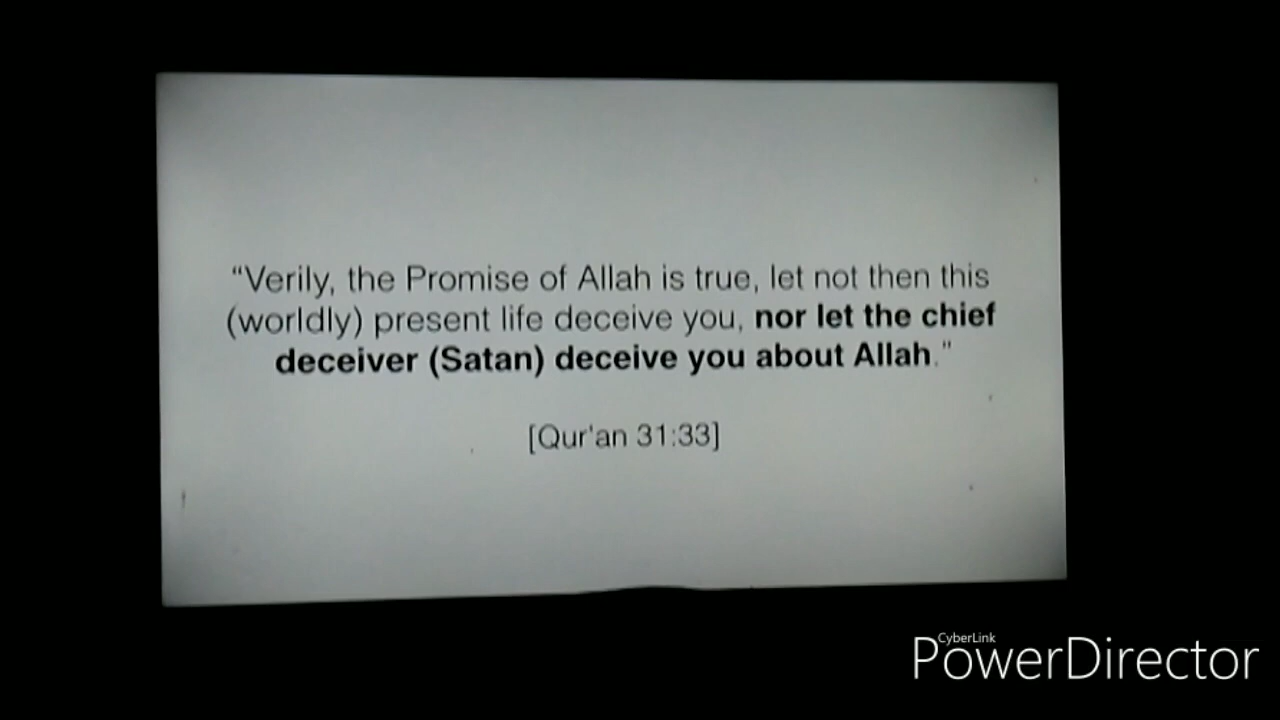 “Verily, the Promise of Allah is true, let not then this
(worldly) present life deceive you, nor let the chief
deceiver (Satan) deceive you about Allah.”
[Qur'an 31:33]
CyberLink
PowerDirector